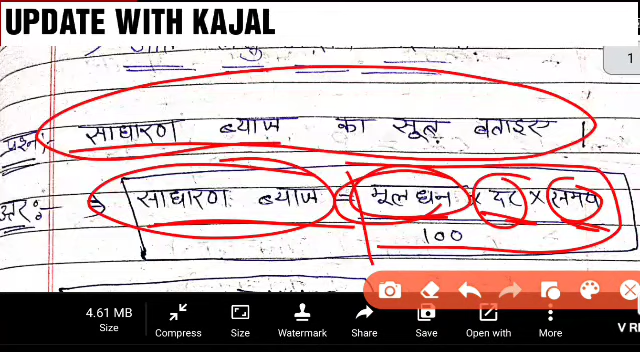 UPDATE WITH KAJAL
1
प्रश्न:- साधारण ब्याज का सूत्र बताइए।
उत्तर:- ⇒ साधारण ब्याज = मूलधन × दर × समय
100
4.61 MB
Size Compress Size Watermark Share Save Open with More